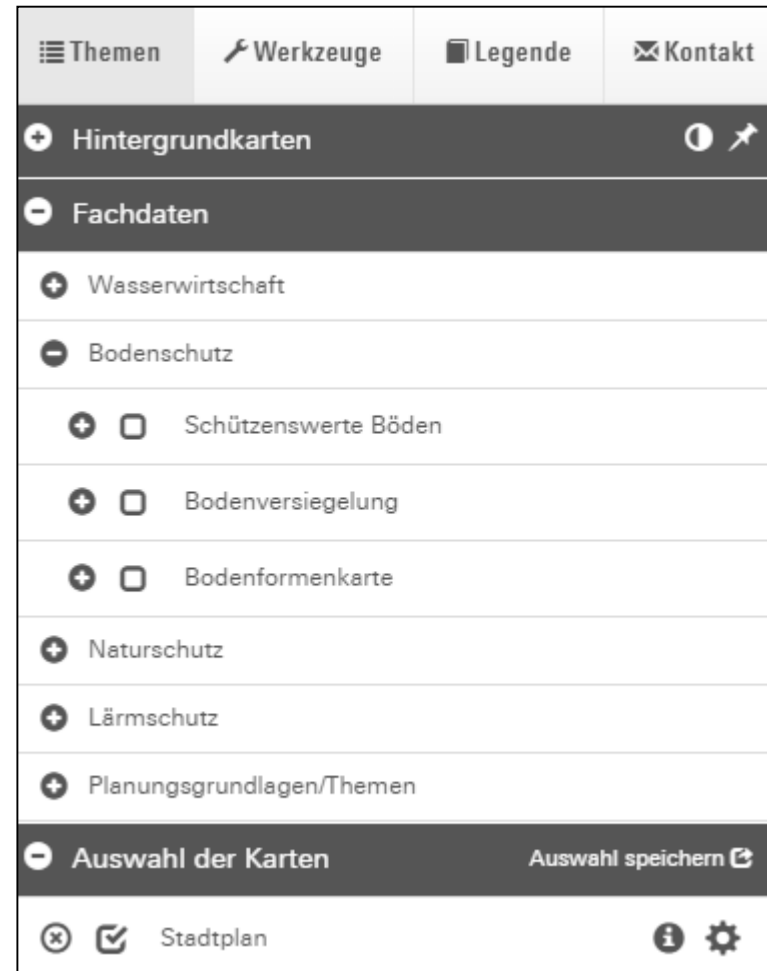 Themen Werkzeuge Legende Kontakt
Hintergrundkarten
Fachdaten
Wasserwirtschaft
Bodenschutz
Schützenswerte Böden
Bodenversiegelung
Bodenformenkarte
Naturschutz
Lärmschutz
Planungsgrundlagen/Themen
Auswahl der Karten Auswahl speichern
Stadtplan